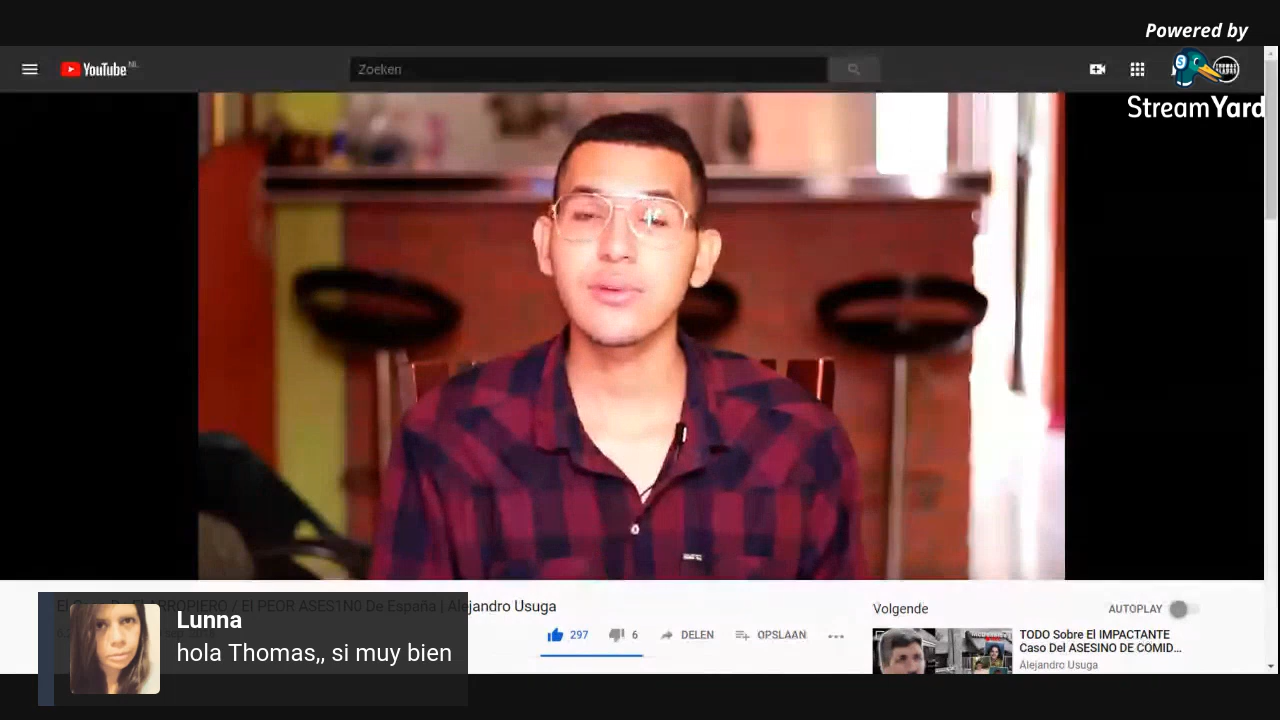 Powered by
YouTube NL
Zoeken
StreamYard
El PEOR ASES1N0 De España | Alejandro Usuga
297
6
DELEN
OPSLAAN
Volgende
AUTOPLAY
TODO Sobre El IMPACTANTE
Caso Del ASESINO DE COMID...
Alejandro Usuga
Lunna
hola Thomas,, si muy bien